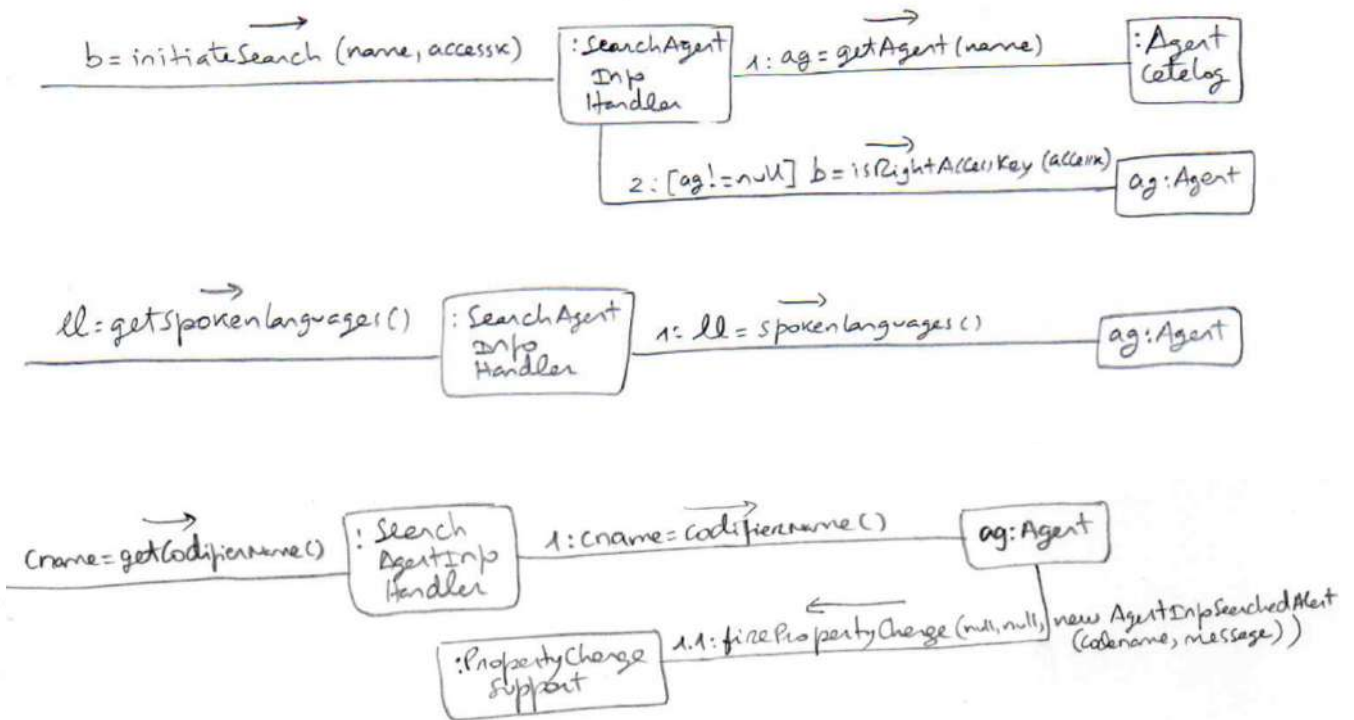 b= initiateSearch (name, accessk)
:SearchAgent
Info
Handler
1: ag= getAgent (name)
:Agent
Catalog
2: [ag!=null] b= isRightAccessKey (accessk)
ag:Agent
ll= getSpokenlanguages()
: SearchAgent
Info
Handler
1: ll= spokenlanguages()
ag:Agent
cname= getCodifierName()
: Search
AgentInfo
Handler
1: cname= codifierName()
ag:Agent
1.1: firePropertyChange (null, null, new AgentInfoSearchedAlert
(codename, message))
:PropertyChange
Support